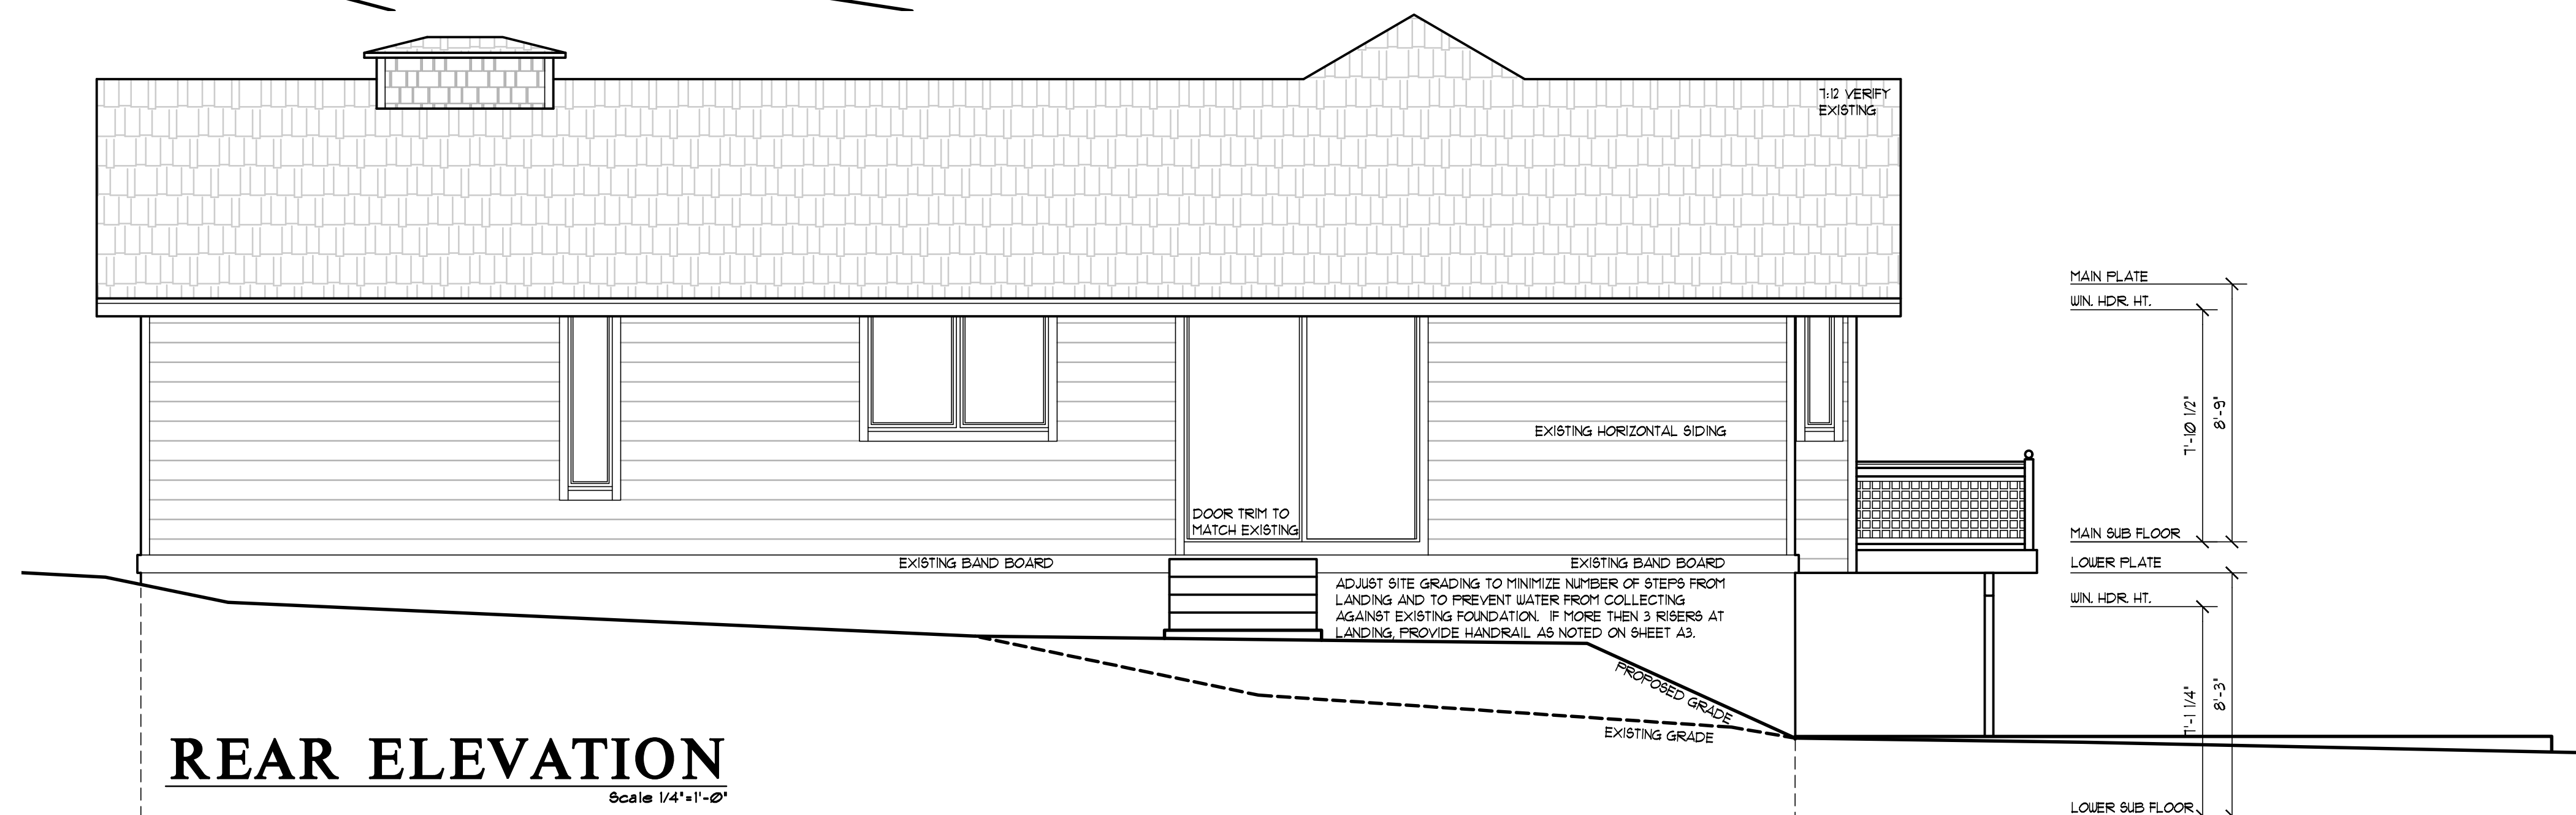 7:12 VERIFY
EXISTING
MAIN PLATE
WIN. HDR. HT.
7'-10 1/2"
8'-9"
EXISTING HORIZONTAL SIDING
DOOR TRIM TO
MATCH EXISTING
MAIN SUB FLOOR
EXISTING BAND BOARD
EXISTING BAND BOARD
LOWER PLATE
ADJUST SITE GRADING TO MINIMIZE NUMBER OF STEPS FROM
LANDING AND TO PREVENT WATER FROM COLLECTING
AGAINST EXISTING FOUNDATION. IF MORE THEN 3 RISERS AT
LANDING, PROVIDE HANDRAIL AS NOTED ON SHEET A3.
WIN. HDR. HT.
PROPOSED GRADE
EXISTING GRADE
7'-1 1/4"
8'-3"
REAR ELEVATION
Scale 1/4"=1'-0"
LOWER SUB FLOOR